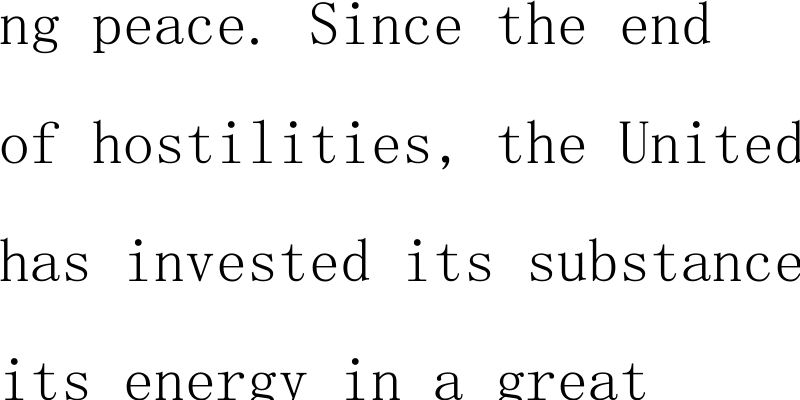 ng peace. Since the end
of hostilities, the United
has invested its substance
its energy in a great